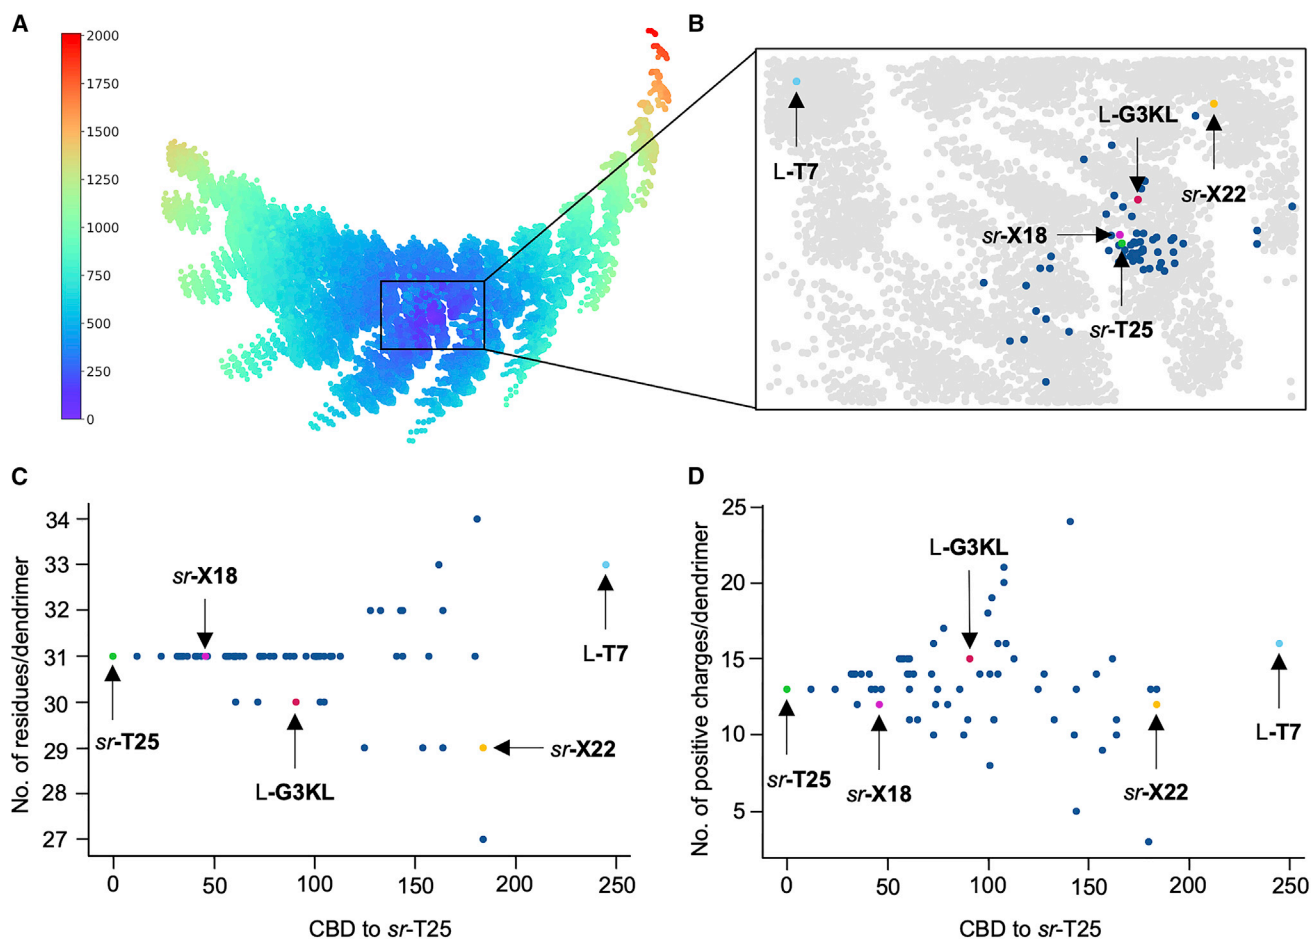 A
2000
1750
1500
1250
1000
750
500
250
0
B
L-T7
L-G3KL
sr-X22
sr-X18
sr-T25
C
No. of residues/dendrimer
34
33
32
31
30
29
28
27
sr-X18
sr-T25
L-G3KL
L-T7
sr-X22
0 50 100 150 200 250
CBD to sr-T25
D
No. of positive charges/dendrimer
25
20
15
10
5
L-G3KL
sr-T25
sr-X18
sr-X22
L-T7
0 50 100 150 200 250
CBD to sr-T25